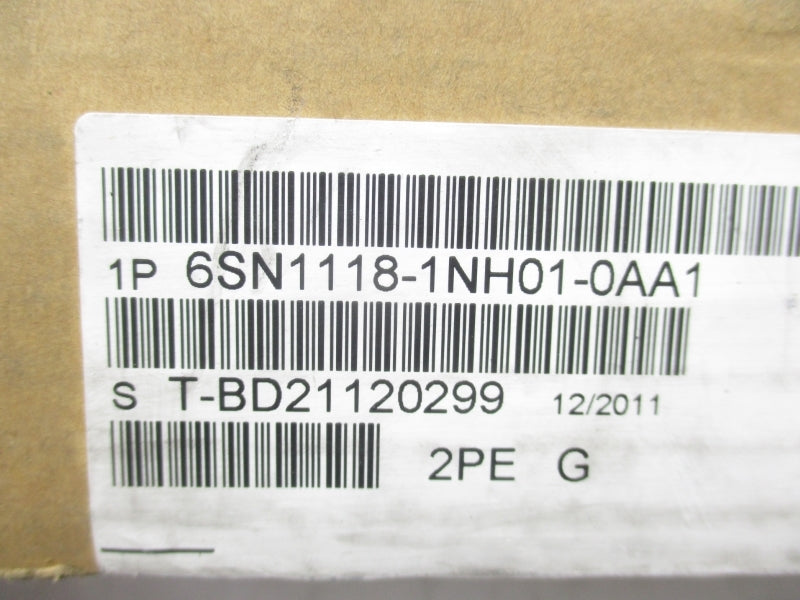 1P 6SN1118-1NH01-0AA1
S T-BD21120299 12/2011
2PE G